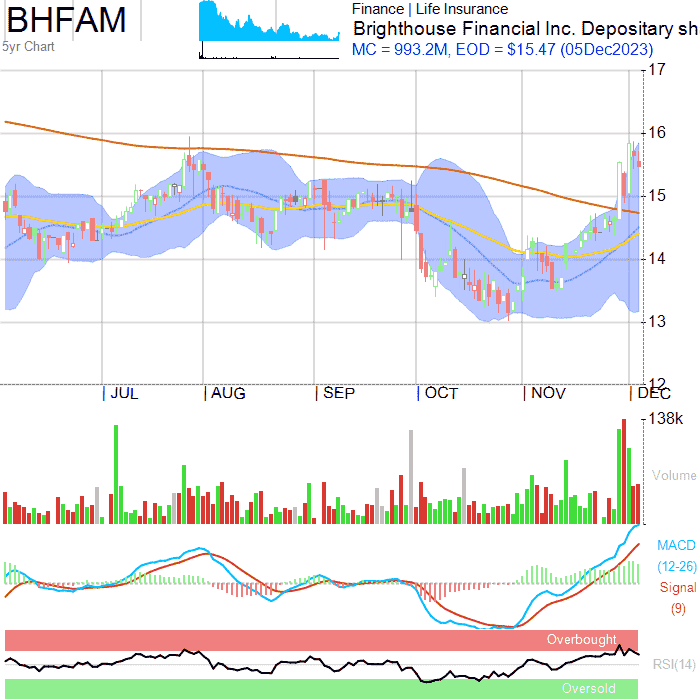 BHFAM
5yr Chart
Finance | Life Insurance
Brighthouse Financial Inc. Depositary sh
MC = 993.2M, EOD = $15.47 (05Dec2023)
17
16
15
14
13
12
| JUL | AUG | SEP | OCT | NOV | DEC
138k
Volume
MACD
(12-26)
Signal
(9)
Overbought
RSI(14)
Oversold